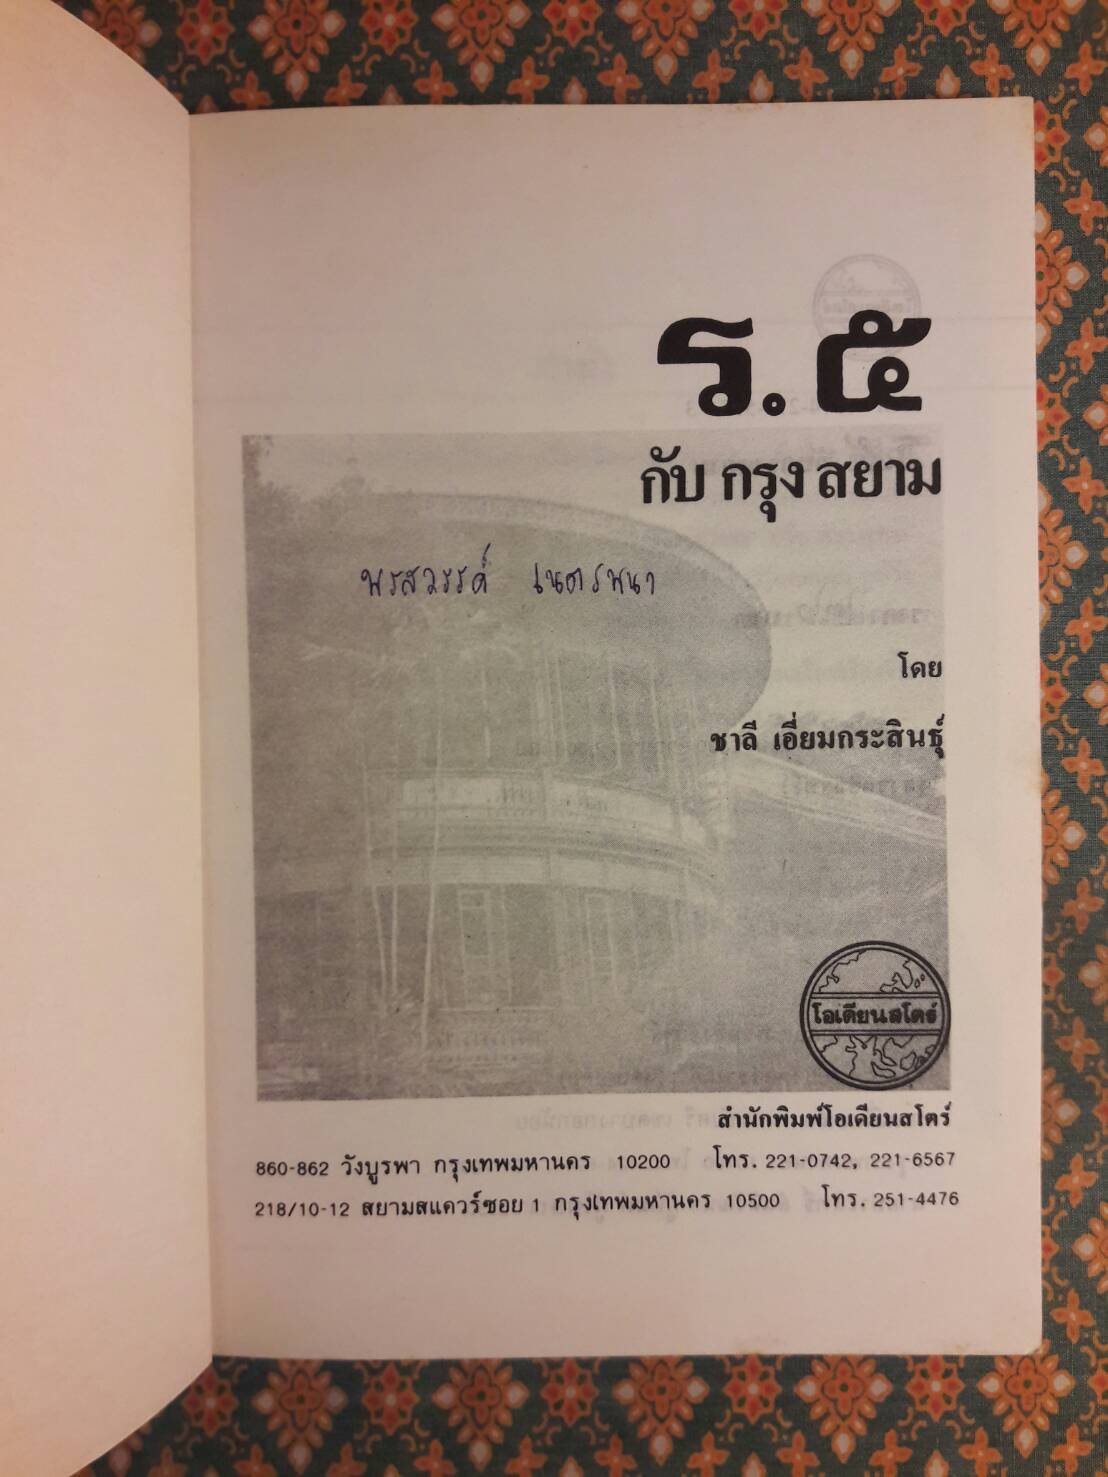 ร.๕
กับ กรุง สยาม
พรสวรรค์ เนตรพนา
โดย
ชาลี เอี่ยมกระสินธุ์
โอเดียนสโตร์
สำนักพิมพ์โอเดียนสโตร์
860-862 วังบูรพา กรุงเทพมหานคร 10200 โทร. 221-0742, 221-6567
218/10-12 สยามสแควร์ซอย 1 กรุงเทพมหานคร 10500 โทร. 251-4476